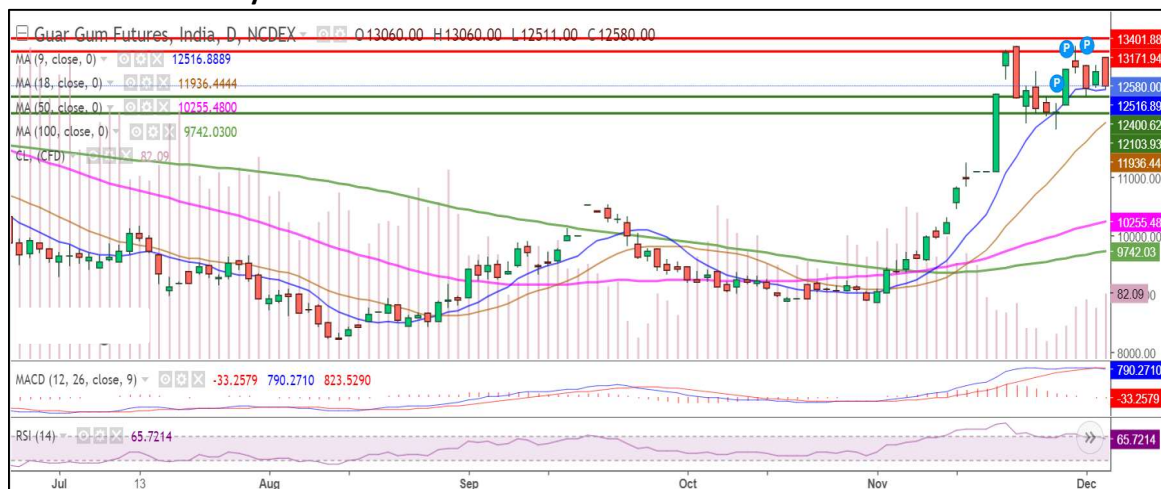 Guar Gum Futures, India, D, NCDEX O13060.00 H13060.00 L12511.00 C12580.00
MA (9, close, 0) 12516.8889
MA (18, close, 0) 11936.4444
MA (50, close, 0) 10255.4800
MA (100, close, 0) 9742.0300
CL, (CFD) 82.09
P P
P
13401.88
13171.94
12580.00
12516.89
12400.62
12103.93
11936.44
11000.00
10255.48
10000.00
9742.03
82.09
8000.00
MACD (12, 26, close, 9) -33.2579 790.2710 823.5290
790.2710
-33.2579
RSI (14) 65.7214
65.7214
Jul 13 Aug Sep Oct Nov Dec